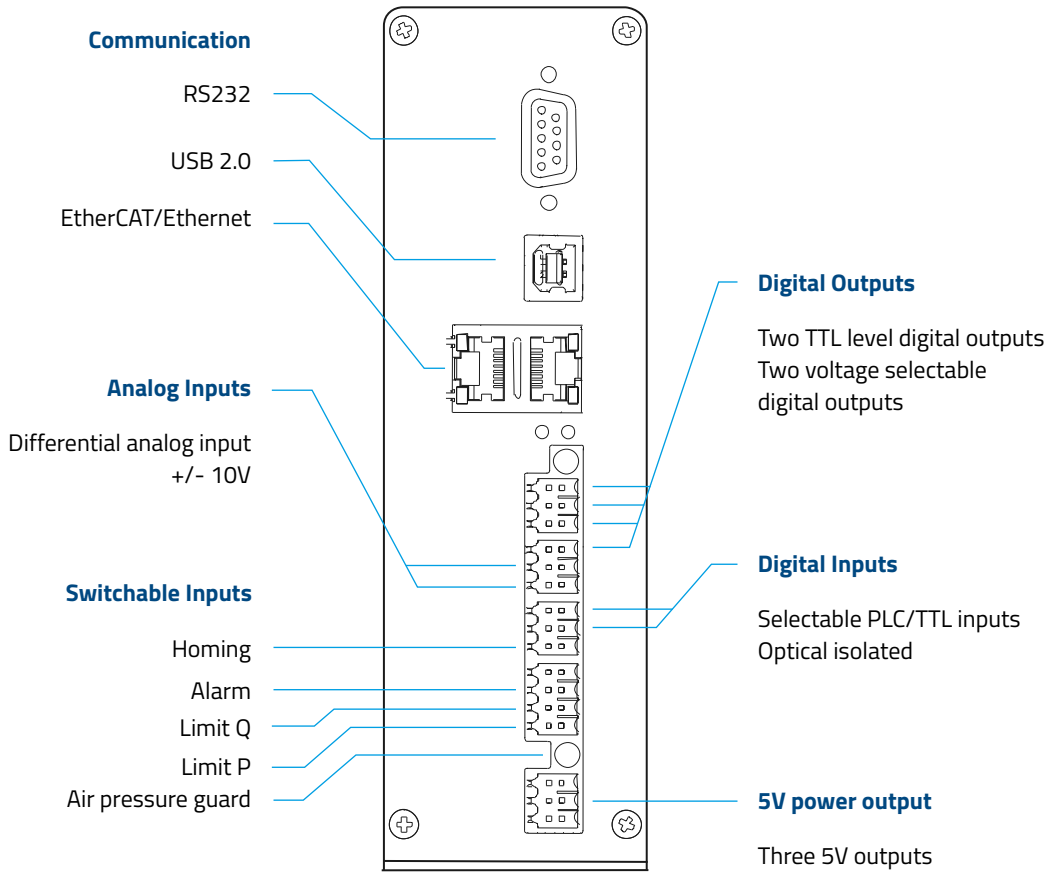 Communication
RS232
USB 2.0
EtherCAT/Ethernet
Analog Inputs
Differential analog input
+/- 10V
Switchable Inputs
Homing
Alarm
Limit Q
Limit P
Air pressure guard
Digital Outputs
Two TTL level digital outputs
Two voltage selectable
digital outputs
Digital Inputs
Selectable PLC/TTL inputs
Optical isolated
5V power output
Three 5V outputs